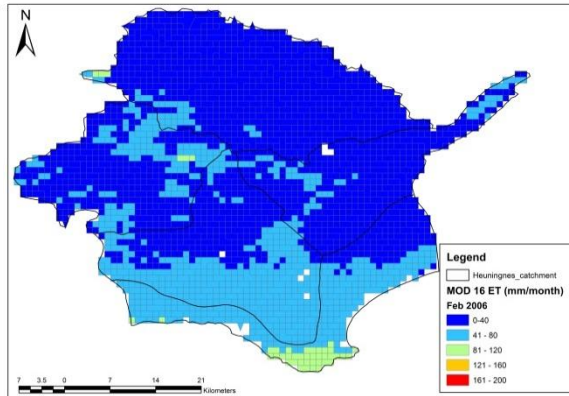 N
Legend
Heuningnes_catchment
MOD 16 ET (mm/month)
Feb 2006
0-40
41 - 80
81 - 120
121 - 160
161 - 200
7 3.5 0 7 14 21
Kilometers